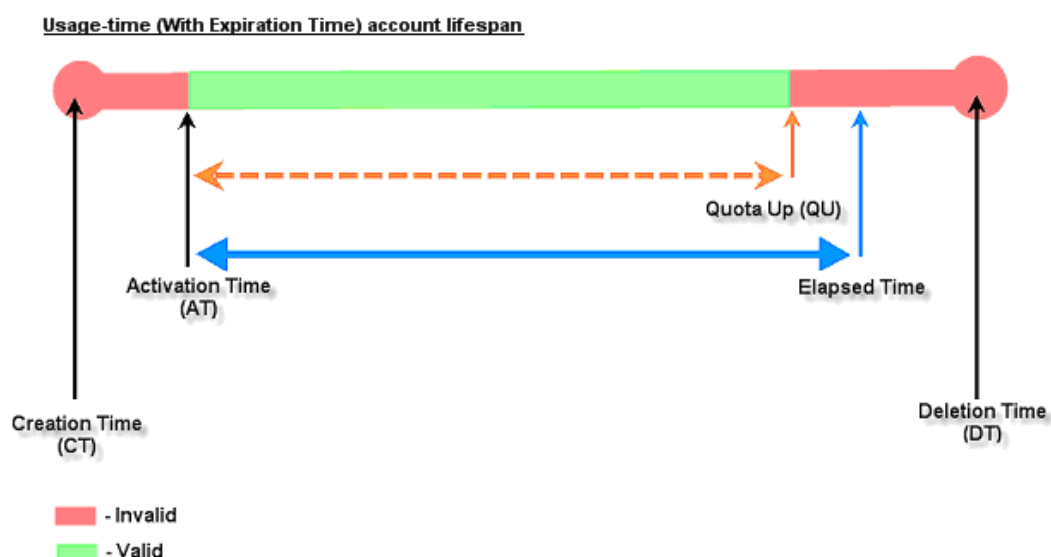 Usage-time (With Expiration Time) account lifespan
Quota Up (QU)
Activation Time
(AT)
Elapsed Time
Creation Time
(CT)
Deletion Time
(DT)
- Invalid
- Valid